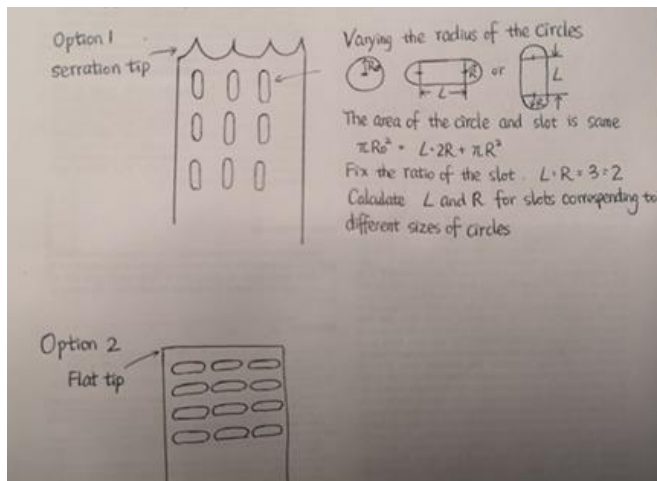 Option 1
serration tip
Varying the radius of the circles
R₀ R or L
L R
The area of the circle and slot is same
πR₀² = L·2R + πR²
Fix the ratio of the slot. L:R = 3:2
Calculate L and R for slots corresponding to
different sizes of circles
Option 2
Flat tip